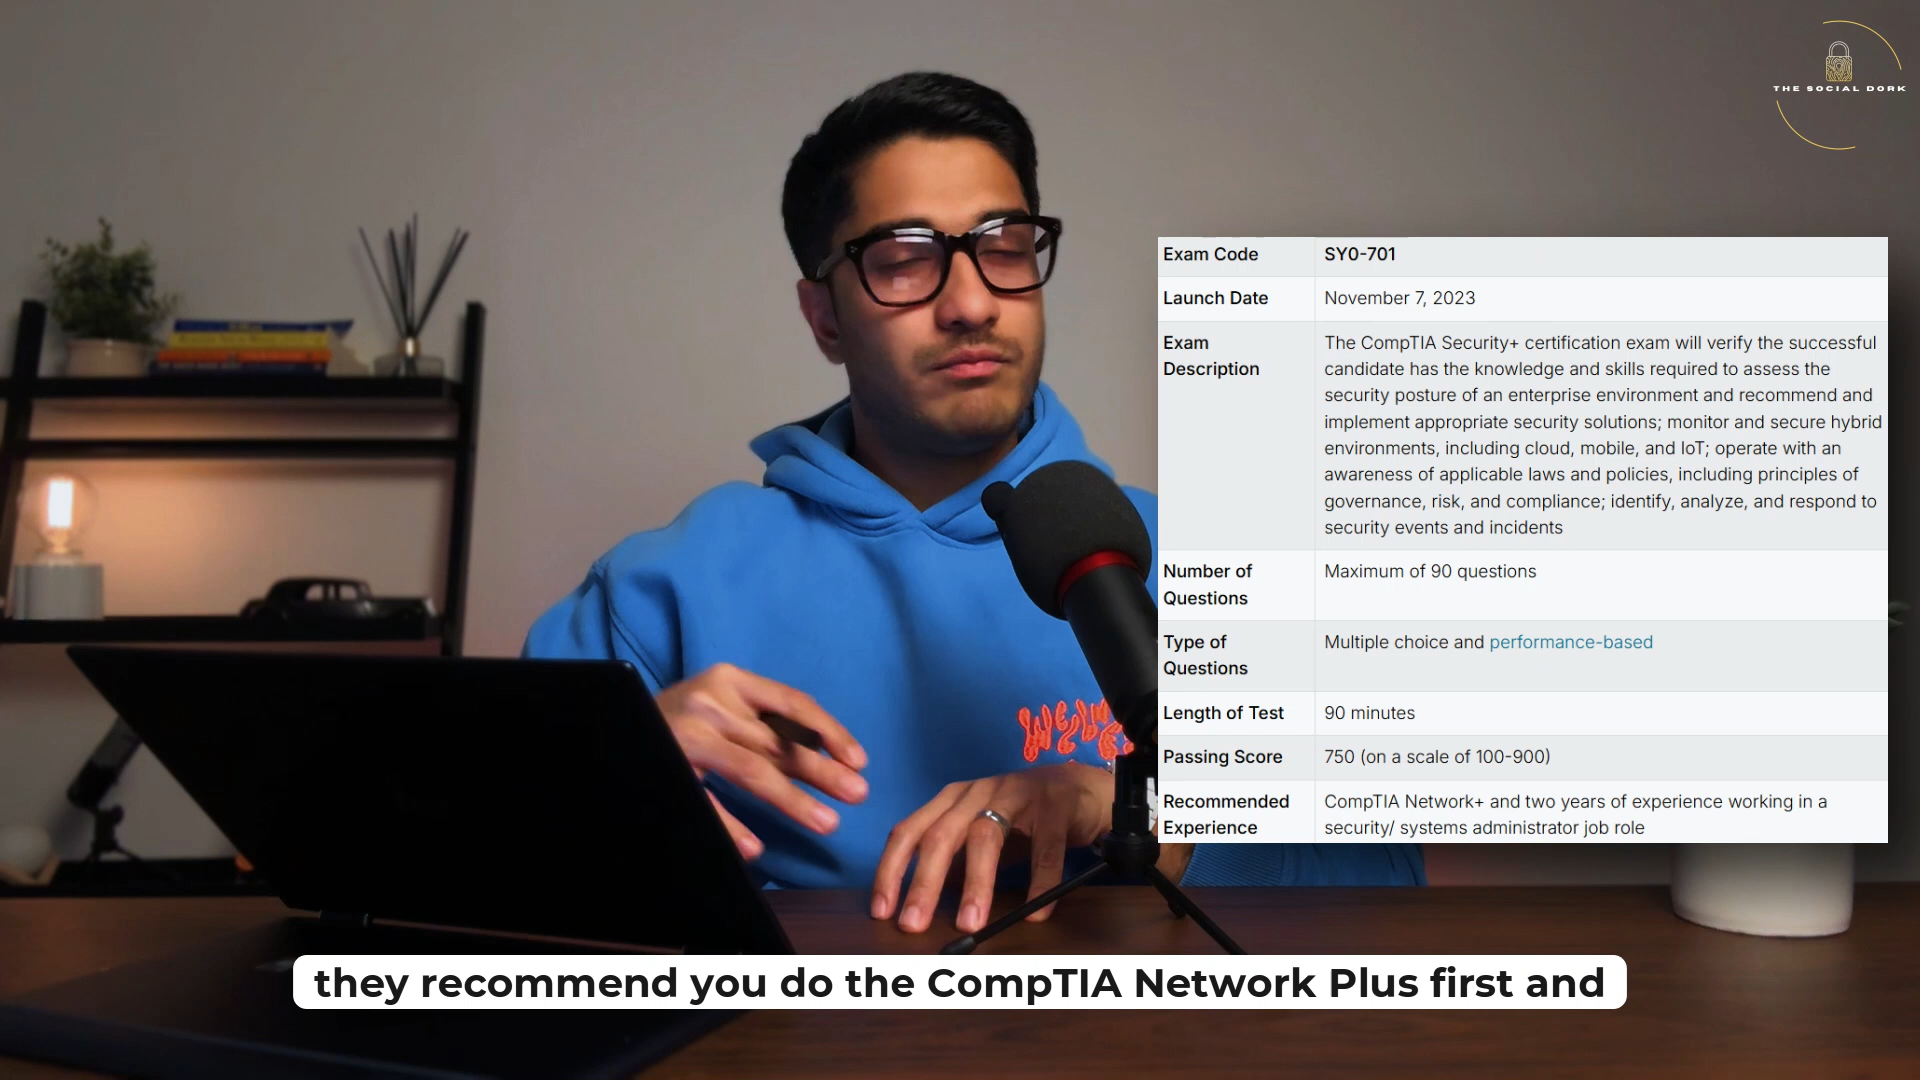 THE SOCIAL DORK
Exam Code SY0-701
Launch Date November 7, 2023
Exam Description
The CompTIA Security+ certification exam will verify the successful
candidate has the knowledge and skills required to assess the
security posture of an enterprise environment and recommend and
implement appropriate security solutions; monitor and secure hybrid
environments, including cloud, mobile, and IoT; operate with an
awareness of applicable laws and policies, including principles of
governance, risk, and compliance; identify, analyze, and respond to
security events and incidents
Number of
Questions
Maximum of 90 questions
Type of
Questions
Multiple choice and performance-based
Length of Test 90 minutes
Passing Score 750 (on a scale of 100-900)
Recommended
Experience
CompTIA Network+ and two years of experience working in a
security/ systems administrator job role
they recommend you do the CompTIA Network Plus first and